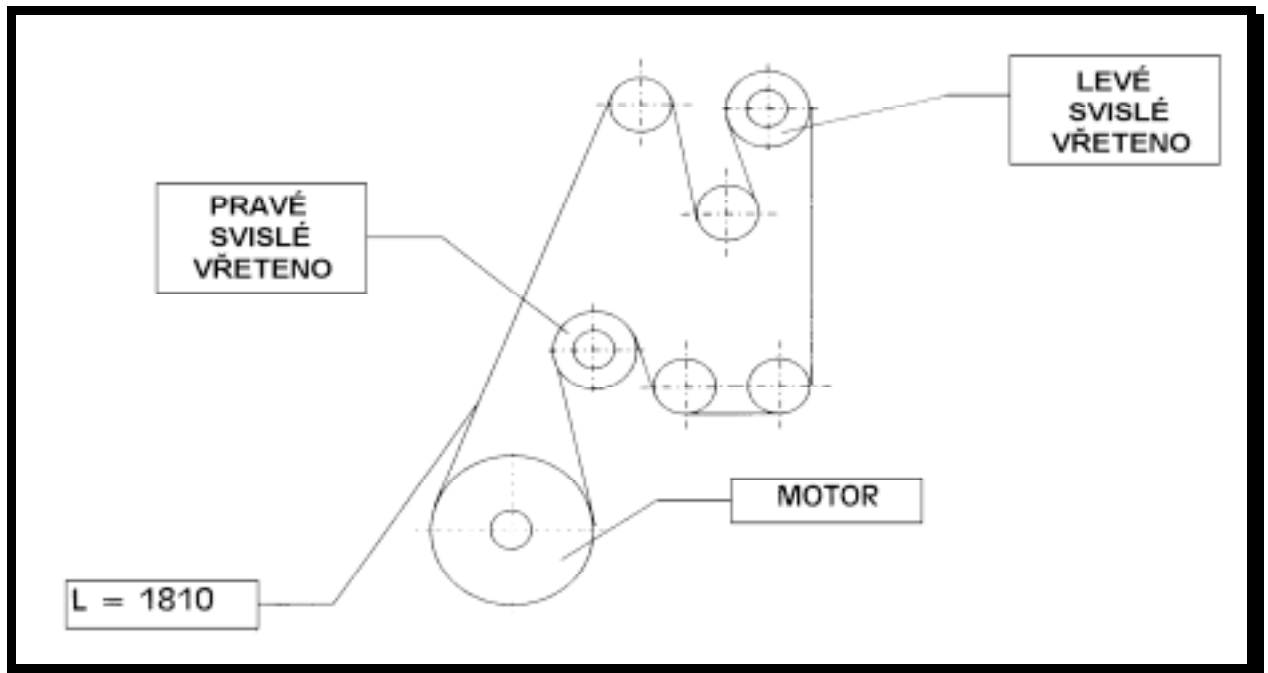 LEVÉ
SVISLÉ
VŘETENO
PRAVÉ
SVISLÉ
VŘETENO
MOTOR
L = 1810